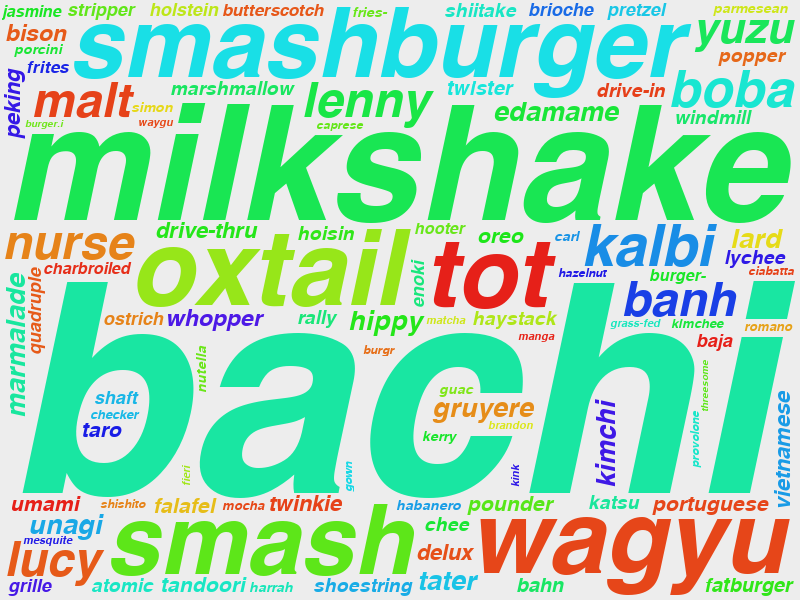 jasmine stripper holstein butterscotch fries- shiitake brioche pretzel parmesean
bison smashburger yuzu
porcini
frites popper
peking malt marshmallow lenny twister drive-in boba
simon edamame windmill
burger.i waygu caprese
milkshake
nurse drive-thru hoisin hooter oreo carl kalbi lard
charbroiled oxtail tot hazelnut burger- lychee
marmalade quadruple enoki banh ciabatta
ostrich whopper rally hippy matcha haystack grass-fed kimchee romano
manga baja
nutella burgr threesome
bachi
shaft guac
checker gruyere
taro brandon
kerry kimchi provolone vietnamese
fieri gown kink
umami shishito falafel mocha twinkie habanero pounder katsu portuguese
unagi smash chee wagyu
mesquite
lucy delux
grille atomic tandoori harrah shoestring tater bahn fatburger